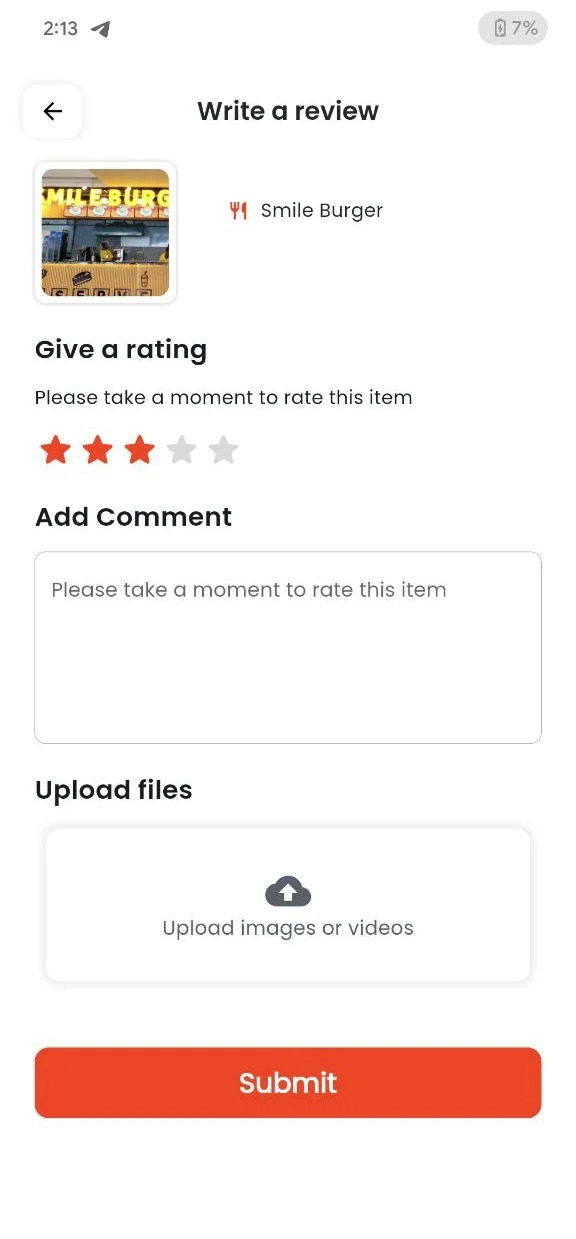 2:13
7%
Write a review
SMILE BURG
Smile Burger
SERVE
Give a rating
Please take a moment to rate this item
Add Comment
Please take a moment to rate this item
Upload files
Upload images or videos
Submit